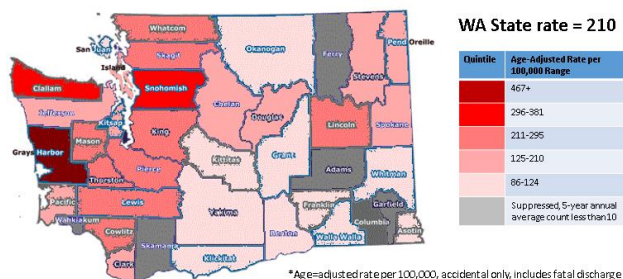 WA State rate = 210
Quintile
Age-Adjusted Rate per
100,000 Range
467+
296-381
211-295
125-210
86-124
Suppressed, 5-year annual
average count less than 10
Whatcom
San Juan
Skagit
Island
Okanogan
Ferry
Stevens
Pend Oreille
Clallam
Snohomish
Chelan
Jefferson
Kitsap
Douglas
King
Lincoln
Spokane
Grays Harbor
Mason
Kittitas
Grant
Adams
Whitman
Thurston
Pierce
Pacific
Lewis
Yakima
Franklin
Garfield
Wahkiakum
Cowlitz
Skamania
Benton
Walla Walla
Columbia
Asotin
Clark
Klickitat
*Age=adjusted rate per 100,000, accidental only, includes fatal discharge